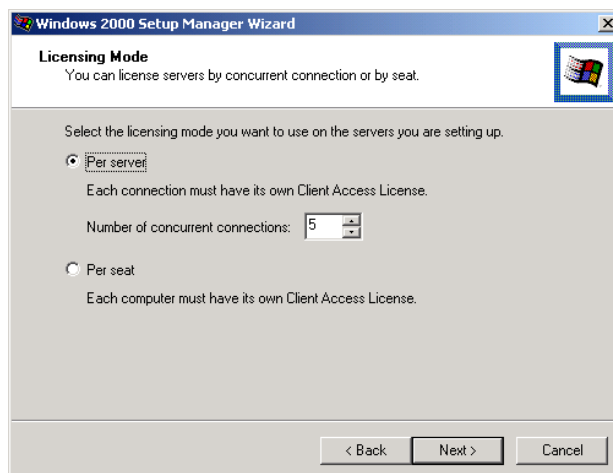 Windows 2000 Setup Manager Wizard
Licensing Mode
You can license servers by concurrent connection or by seat.
Select the licensing mode you want to use on the servers you are setting up.
Per server
Each connection must have its own Client Access License.
Number of concurrent connections: 5
Per seat
Each computer must have its own Client Access License.
< Back Next > Cancel